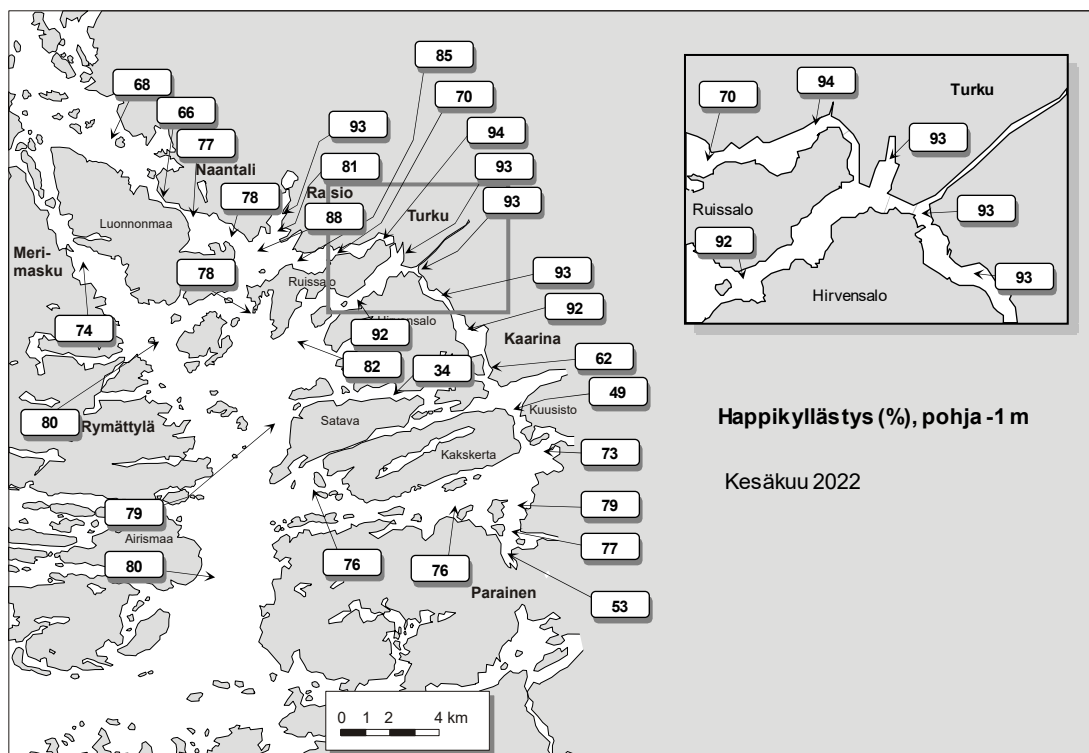 85
68
70
66
93
94
77
Naantali
81
93
78
Raisio
88
Turku
93
Luonnonmaa
Meri-
masku
78
Ruissalo
93
74
92
Hirvensalo
92
Kaarina
82
34
62
80
Rymättylä
49
Satava
Kuusisto
Kakskerta
73
79
79
Airismaa
77
80
76
76
Parainen
53
0 1 2 4 km
94
Turku
70
93
Ruissalo
93
92
93
Hirvensalo
Happikyllästys (%), pohja -1 m
Kesäkuu 2022